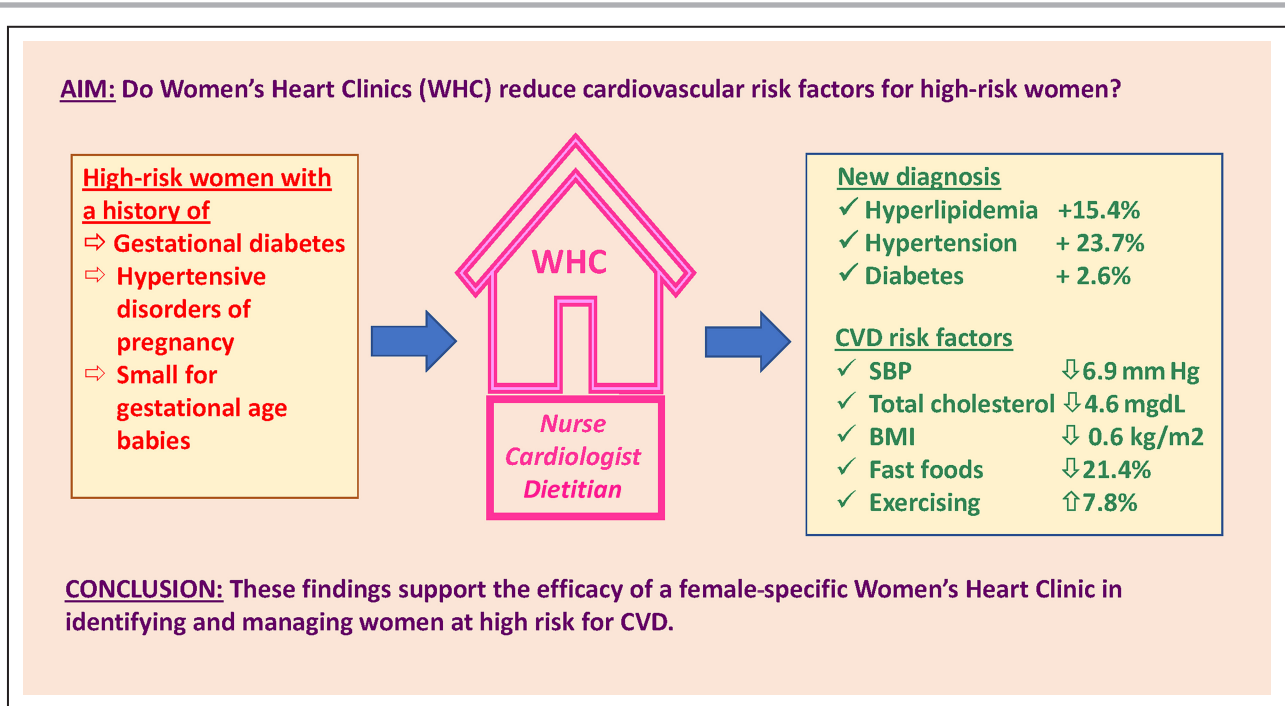 AIM: Do Women's Heart Clinics (WHC) reduce cardiovascular risk factors for high-risk women?
High-risk women with
a history of
⇨ Gestational diabetes
⇨ Hypertensive
disorders of
pregnancy
⇨ Small for
gestational age
babies
WHC
Nurse
Cardiologist
Dietitian
New diagnosis
✓ Hyperlipidemia +15.4%
✓ Hypertension + 23.7%
✓ Diabetes + 2.6%
CVD risk factors
✓ SBP ⇩6.9 mm Hg
✓ Total cholesterol ⇩4.6 mgdL
✓ BMI ⇩ 0.6 kg/m2
✓ Fast foods ⇩21.4%
✓ Exercising ⇧7.8%
CONCLUSION: These findings support the efficacy of a female-specific Women's Heart Clinic in
identifying and managing women at high risk for CVD.